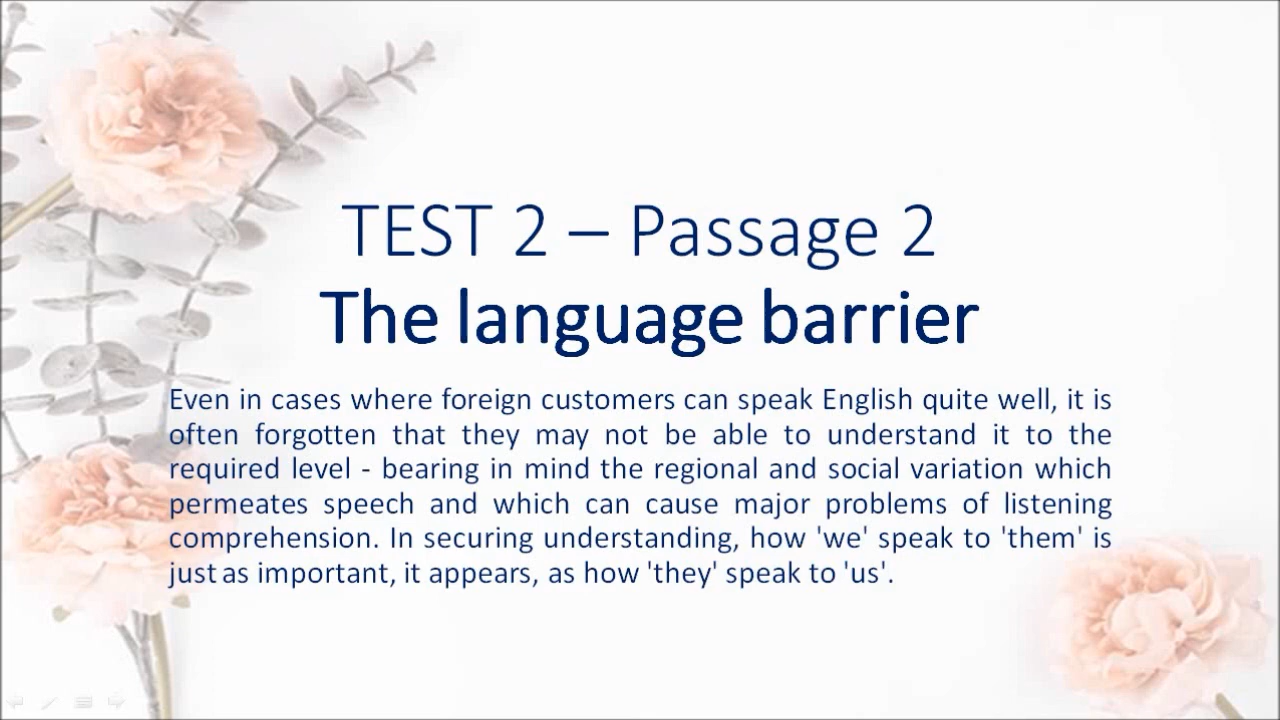 TEST 2 – Passage 2
The language barrier
Even in cases where foreign customers can speak English quite well, it is
often forgotten that they may not be able to understand it to the
required level - bearing in mind the regional and social variation which
permeates speech and which can cause major problems of listening
comprehension. In securing understanding, how 'we' speak to 'them' is
just as important, it appears, as how 'they' speak to 'us'.